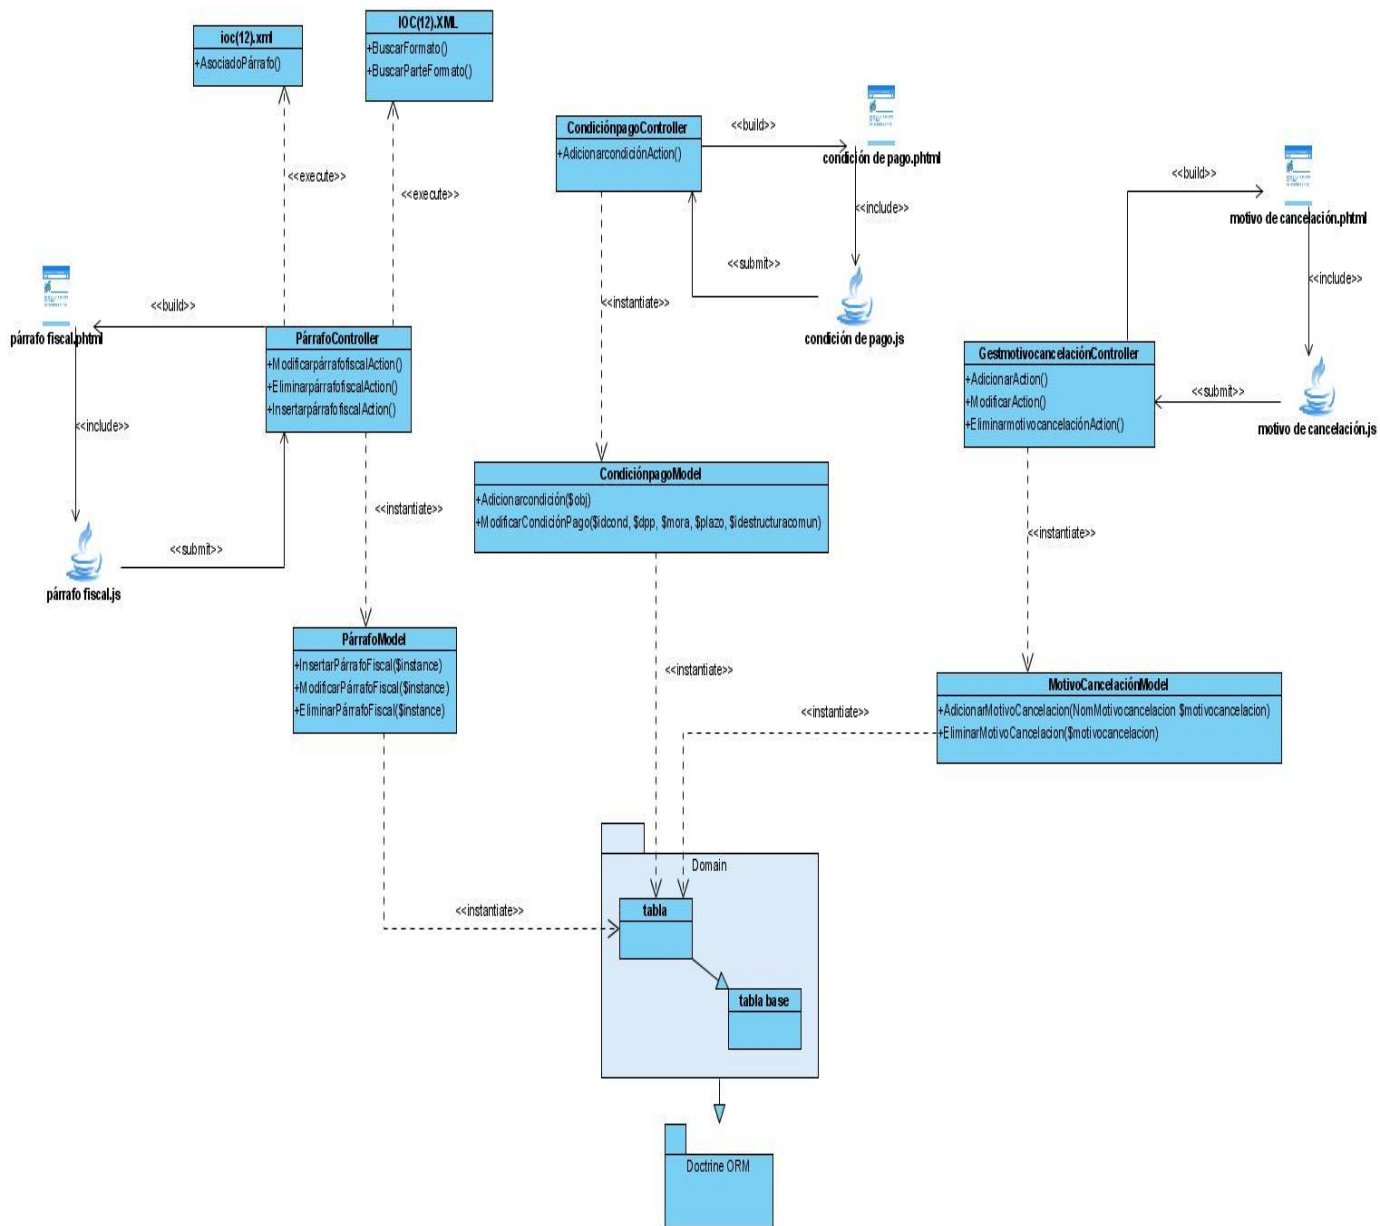 ioc(12).xml
+AsociadoPárrafo()
IOC(12).XML
+BuscarFormato()
+BuscarParteFormato()
<<execute>>
<<execute>>
CondiciónpagoController
+AdicionarcondiciónAction()
<<build>>
condición de pago.phtml
<<include>>
<<submit>>
condición de pago.js
<<instantiate>>
<<build>>
motivo de cancelación.phtml
<<include>>
GestmotivocancelaciónController
+AdicionarAction()
+ModificarAction()
+EliminarmotivocancelaciónAction()
<<submit>>
motivo de cancelación.js
<<instantiate>>
párrafo fiscal.phtml
<<build>>
PárrafoController
+ModificarpárrafofiscalAction()
+EliminarpárrafofiscalAction()
+InsertarpárrafofiscalAction()
<<include>>
<<submit>>
párrafo fiscal.js
<<instantiate>>
CondiciónpagoModel
+Adicionarcondición($obj)
+ModificarCondiciónPago($idcond, $dpp, $mora, $plazo, $idestructuracomun)
PárrafoModel
+InsertarPárrafoFiscal($instance)
+ModificarPárrafoFiscal($instance)
+EliminarPárrafoFiscal($instance)
<<instantiate>>
MotivoCancelaciónModel
+AdicionarMotivoCancelacion(NomMotivocancelacion $motivocancelacion)
+EliminarMotivoCancelacion($motivocancelacion)
<<instantiate>>
<<instantiate>>
Domain
tabla
tabla base
Doctrine ORM